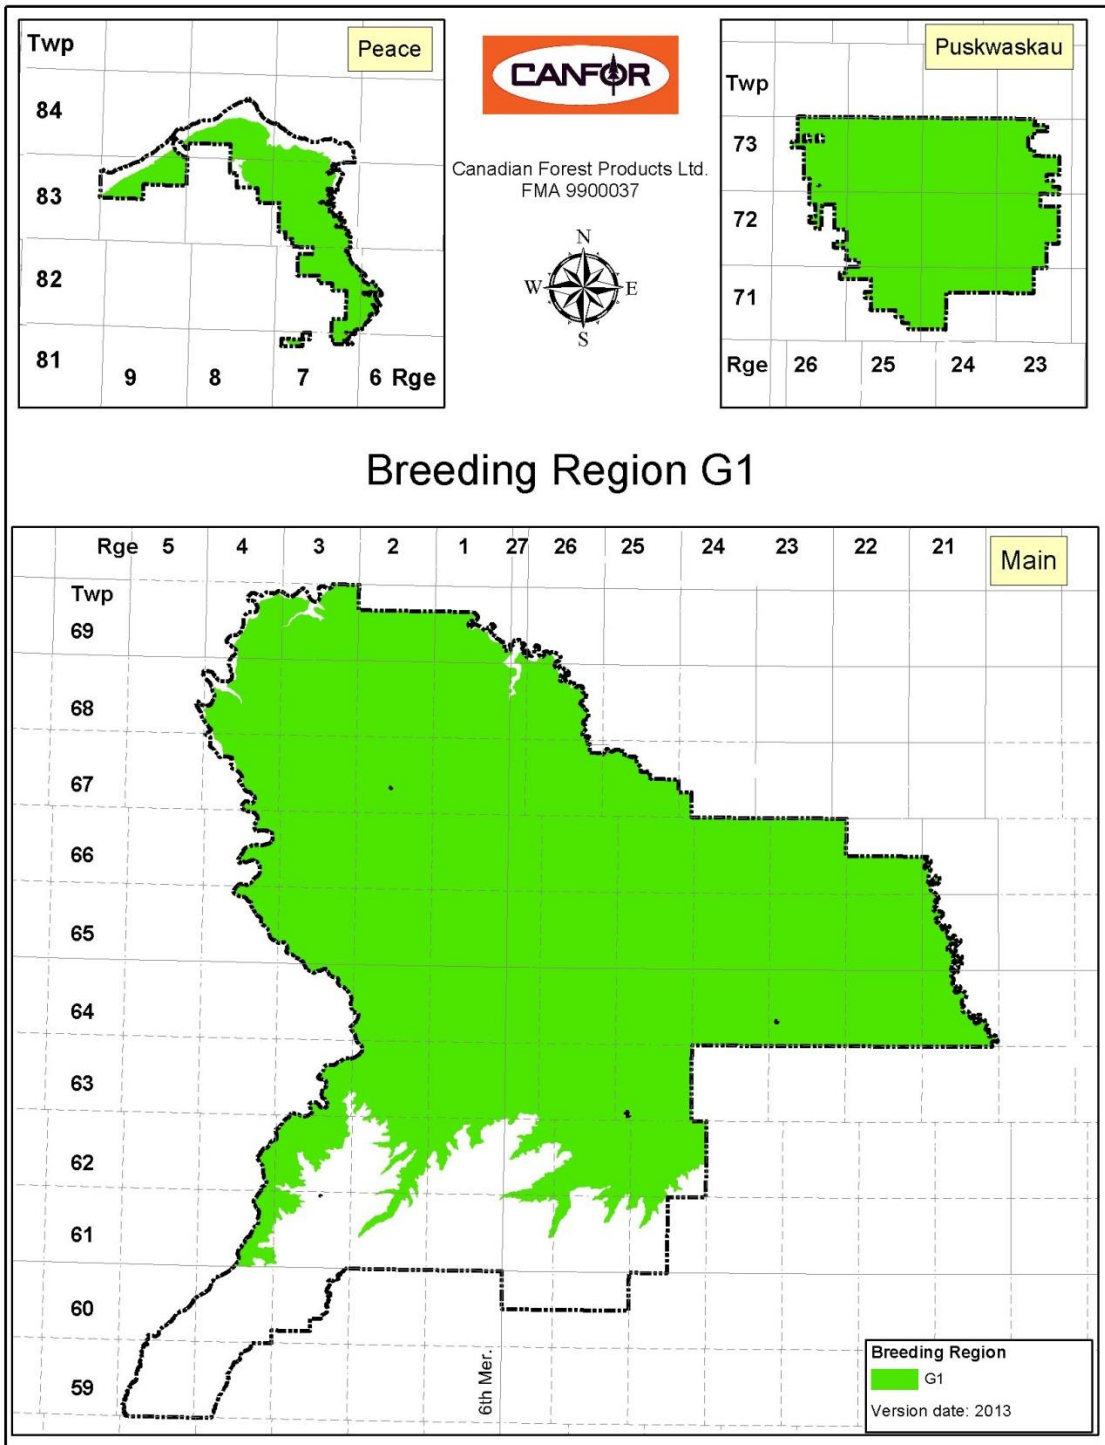 Twp
Peace
84
83
82
81
9 8 7 6 Rge
CANFOR
Canadian Forest Products Ltd.
FMA 9900037
N
W E
S
Puskwaskau
Twp
73
72
71
Rge 26 25 24 23
Breeding Region G1
Rge 5 4 3 2 1 27 26 25 24 23 22 21
Main
Twp
69
68
67
66
65
64
63
62
61
60
59
6th Mer.
Breeding Region
G1
Version date: 2013